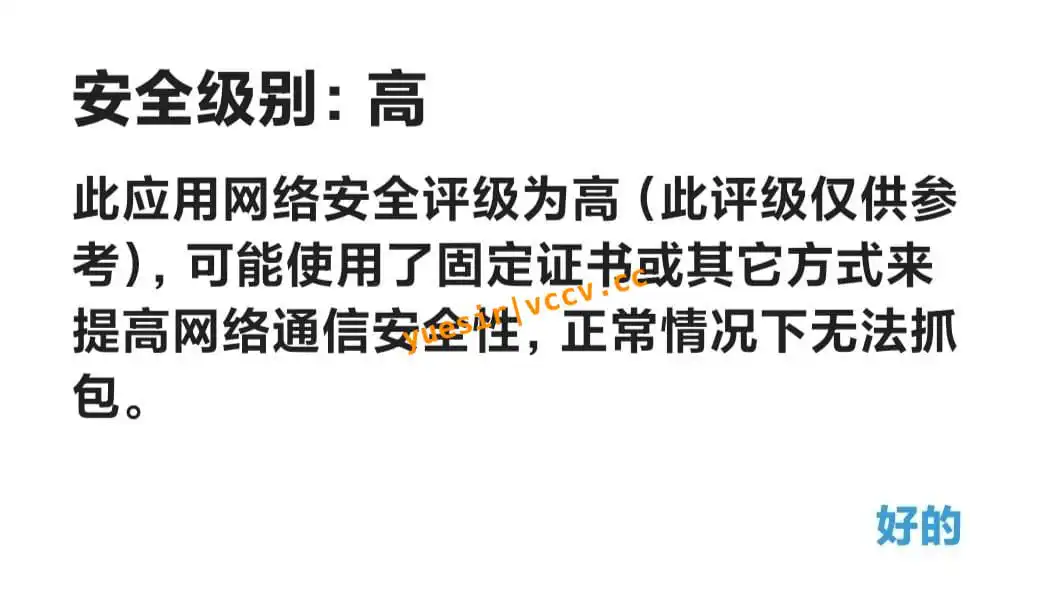 安全级别：高
此应用网络安全评级为高（此评级仅供参
考），可能使用了固定证书或其它方式来
yuesir|vccv.cc
提高网络通信安全性，正常情况下无法抓
包。
好的